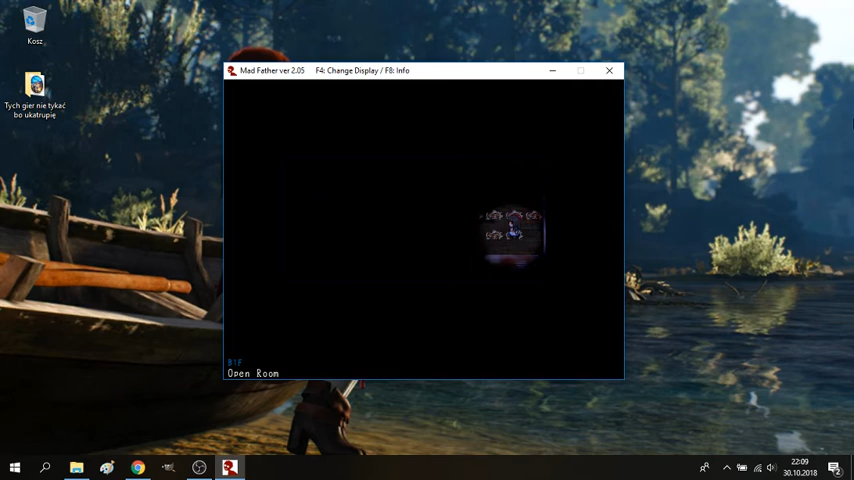 Kosz
Tych gier nie tykać
bo ukatrupię
Mad Father ver 2.05 F4: Change Display / F8: Info
B1F
Open Room
22:09
30.10.2018
2